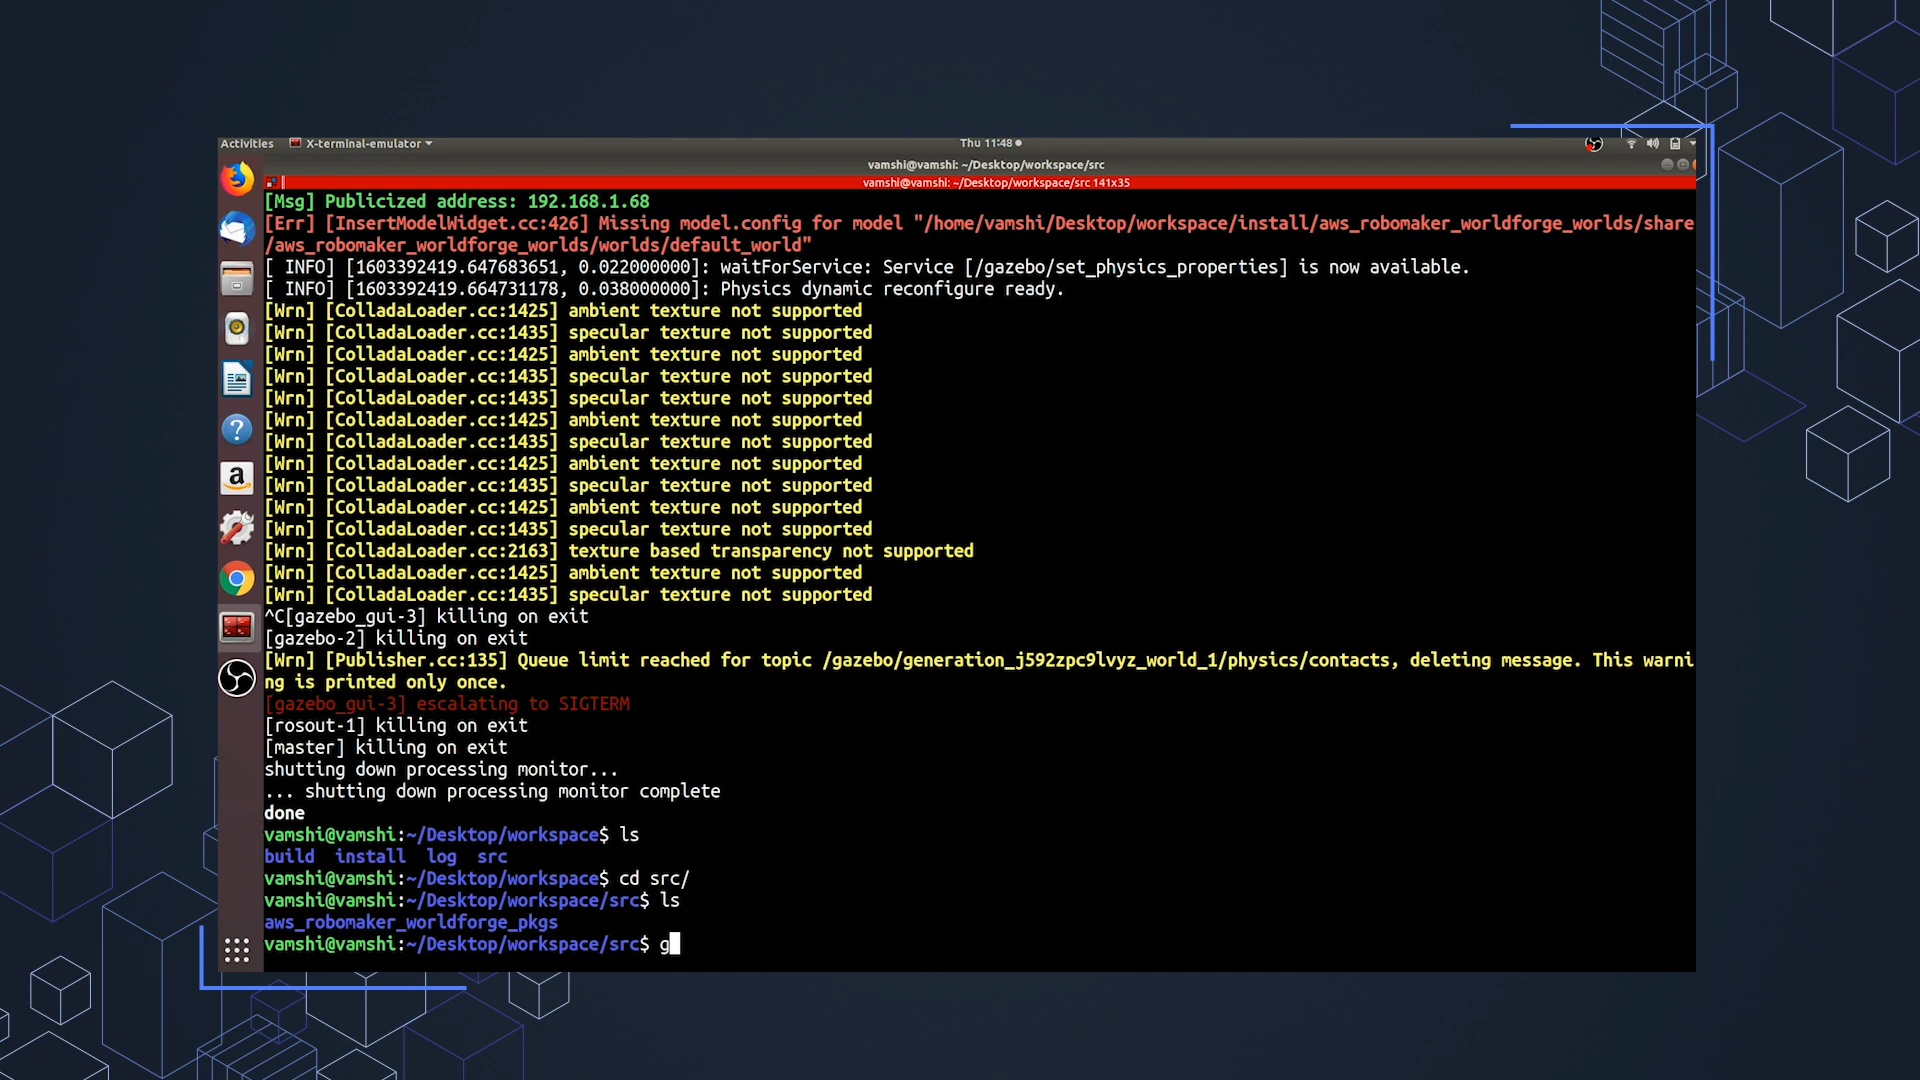 Activities X-terminal-emulator Thu 11:48
vamshi@vamshi: ~/Desktop/workspace/src
vamshi@vamshi: ~/Desktop/workspace/src 141x35
[Msg] Publicized address: 192.168.1.68
[Err] [InsertModelWidget.cc:426] Missing model.config for model "/home/vamshi/Desktop/workspace/install/aws_robomaker_worldforge_worlds/share
/aws_robomaker_worldforge_worlds/worlds/default_world"
[ INFO] [1603392419.647683651, 0.022000000]: waitForService: Service [/gazebo/set_physics_properties] is now available.
[ INFO] [1603392419.664731178, 0.038000000]: Physics dynamic reconfigure ready.
[Wrn] [ColladaLoader.cc:1425] ambient texture not supported
[Wrn] [ColladaLoader.cc:1435] specular texture not supported
[Wrn] [ColladaLoader.cc:1425] ambient texture not supported
[Wrn] [ColladaLoader.cc:1435] specular texture not supported
[Wrn] [ColladaLoader.cc:1435] specular texture not supported
[Wrn] [ColladaLoader.cc:1425] ambient texture not supported
[Wrn] [ColladaLoader.cc:1435] specular texture not supported
[Wrn] [ColladaLoader.cc:1425] ambient texture not supported
[Wrn] [ColladaLoader.cc:1435] specular texture not supported
[Wrn] [ColladaLoader.cc:1425] ambient texture not supported
[Wrn] [ColladaLoader.cc:1435] specular texture not supported
[Wrn] [ColladaLoader.cc:2163] texture based transparency not supported
[Wrn] [ColladaLoader.cc:1425] ambient texture not supported
[Wrn] [ColladaLoader.cc:1435] specular texture not supported
^C[gazebo_gui-3] killing on exit
[gazebo-2] killing on exit
[Wrn] [Publisher.cc:135] Queue limit reached for topic /gazebo/generation_j592zpc9lvyz_world_1/physics/contacts, deleting message. This warni
ng is printed only once.
[gazebo_gui-3] escalating to SIGTERM
[rosout-1] killing on exit
[master] killing on exit
shutting down processing monitor...
... shutting down processing monitor complete
done
vamshi@vamshi:~/Desktop/workspace$ ls
build install log src
vamshi@vamshi:~/Desktop/workspace$ cd src/
vamshi@vamshi:~/Desktop/workspace/src$ ls
aws_robomaker_worldforge_pkgs
vamshi@vamshi:~/Desktop/workspace/src$ g